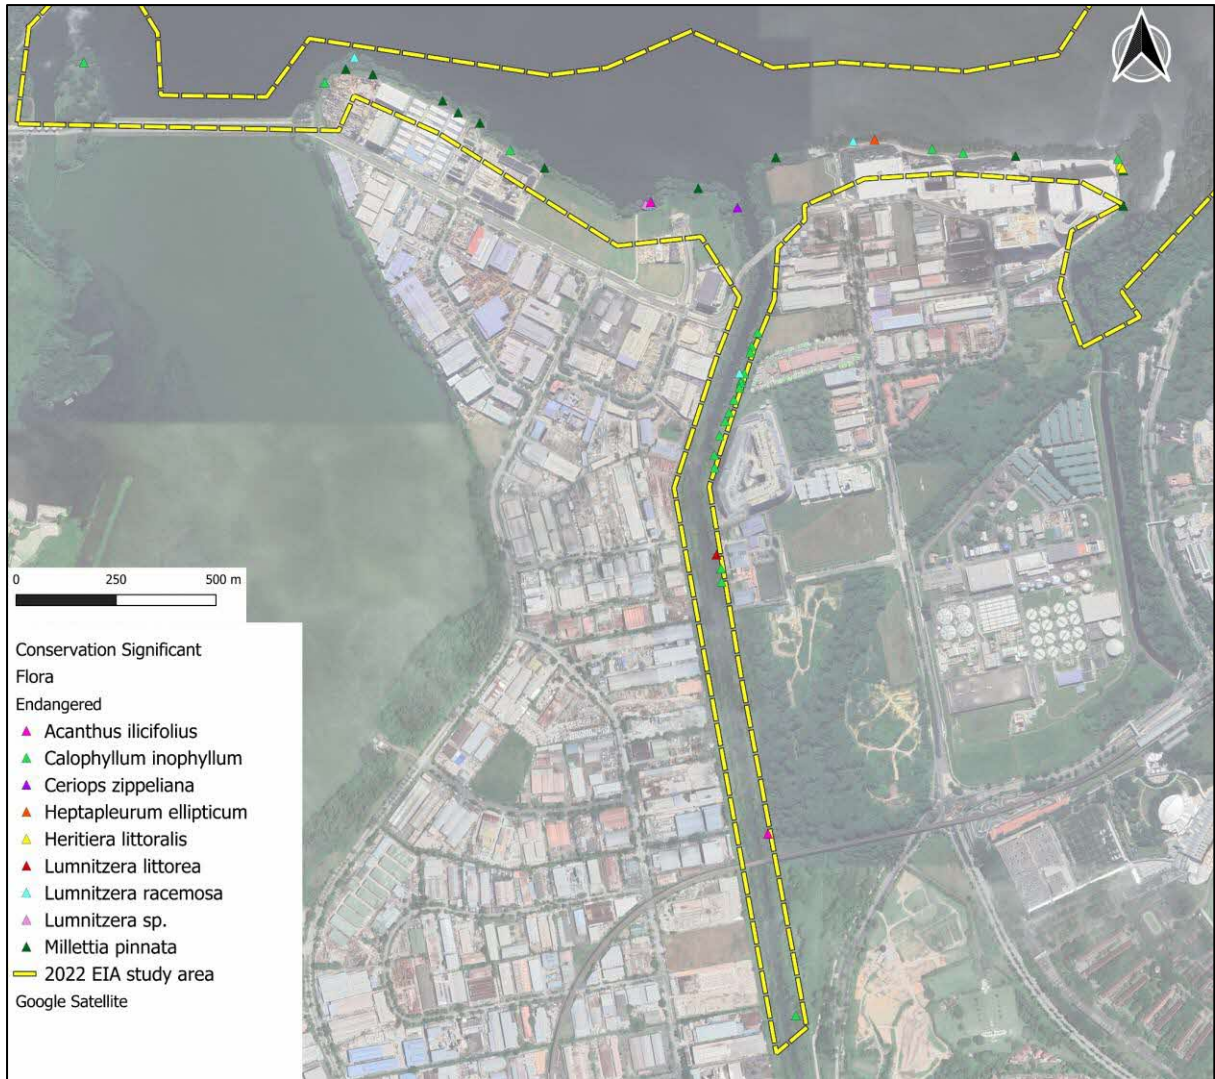 0 250 500 m
Conservation Significant
Flora
Endangered
Acanthus ilicifolius
Calophyllum inophyllum
Ceriops zippeliana
Heptapleurum ellipticum
Heritiera littoralis
Lumnitzera littorea
Lumnitzera racemosa
Lumnitzera sp.
Millettia pinnata
2022 EIA study area
Google Satellite